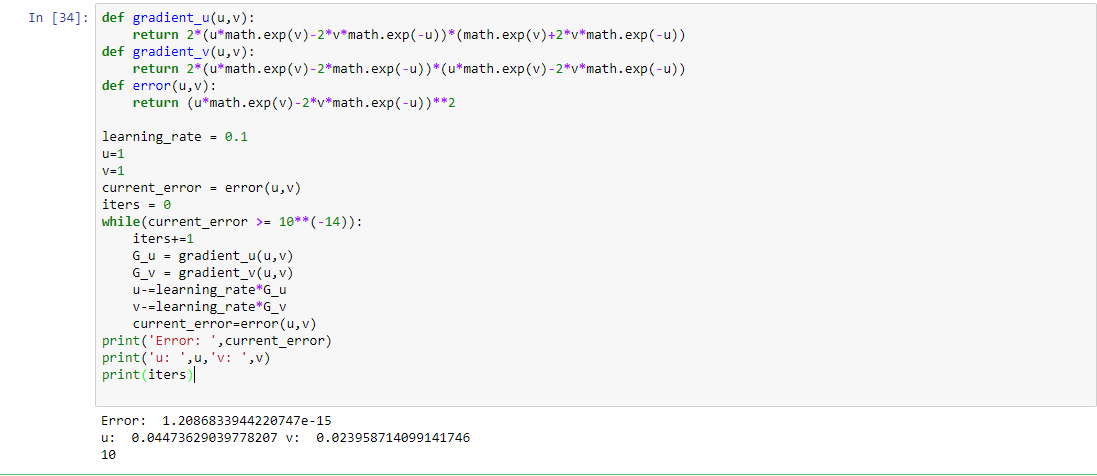 In [34]: def gradient_u(u,v):
    return 2*(u*math.exp(v)-2*v*math.exp(-u))*(math.exp(v)+2*v*math.exp(-u))
def gradient_v(u,v):
    return 2*(u*math.exp(v)-2*math.exp(-u))*(u*math.exp(v)-2*v*math.exp(-u))
def error(u,v):
    return (u*math.exp(v)-2*v*math.exp(-u))**2
learning_rate = 0.1
u=1
v=1
current_error = error(u,v)
iters = 0
while(current_error >= 10**(-14)):
    iters+=1
    G_u = gradient_u(u,v)
    G_v = gradient_v(u,v)
    u-=learning_rate*G_u
    v-=learning_rate*G_v
    current_error=error(u,v)
print('Error: ',current_error)
print('u: ',u,'v: ',v)
print(iters)
Error:  1.2086833944220747e-15
u:  0.04473629039778207 v:  0.023958714099141746
10